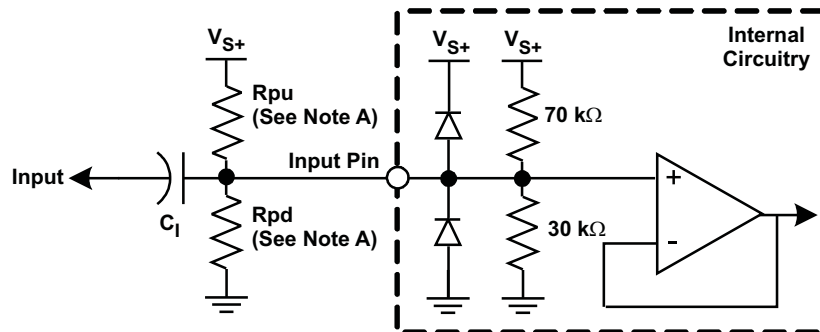 Internal
Circuitry
V_S+
V_S+
V_S+
Rpu
(See Note A)
70 kΩ
Input Pin
Input
+
C_I
Rpd
(See Note A)
30 kΩ
-